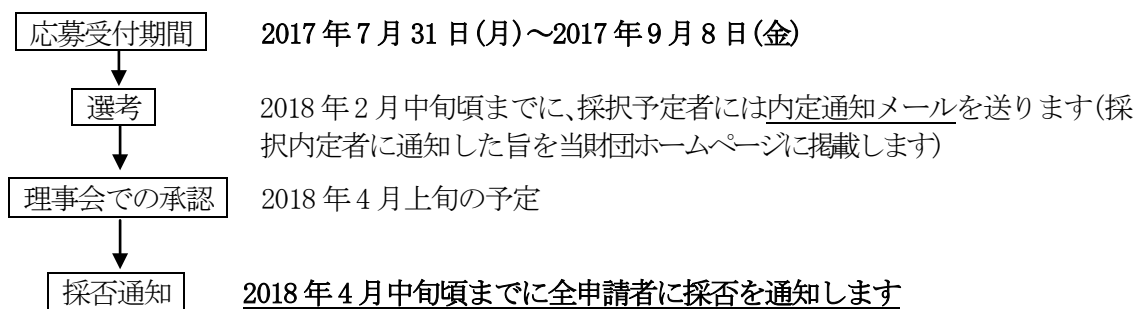 応募受付期間 2017年7月31日(月)～2017年9月8日(金)
選考 2018年2月中旬頃までに、採択予定者には内定通知メールを送ります(採
択内定者に通知した旨を当財団ホームページに掲載します)
理事会での承認 2018年4月上旬の予定
採否通知 2018年4月中旬頃までに全申請者に採否を通知します